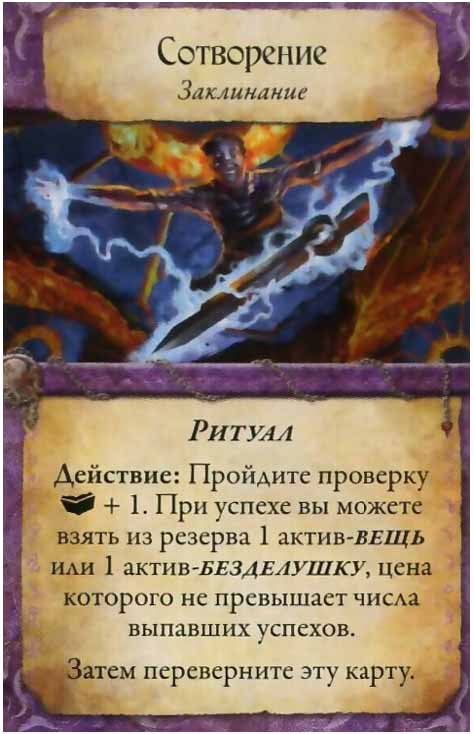 Сотворение
Заклинание
Ритуал
Действие: Пройдите проверку
+ 1. При успехе вы можете
взять из резерва 1 актив-ВЕЩЬ
или 1 актив-БЕЗДЕЛУШКУ, цена
которого не превышает числа
выпавших успехов.
Затем переверните эту карту.